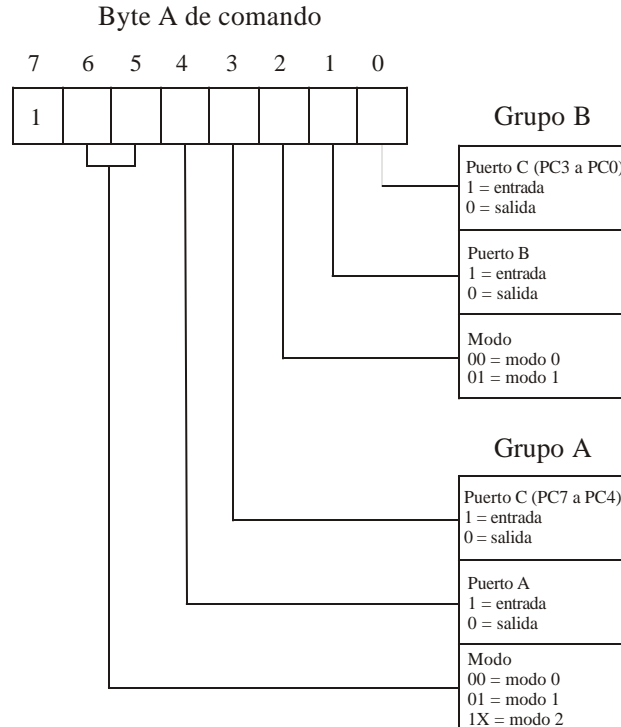 Byte A de comando
7 6 5 4 3 2 1 0
1
Grupo B
Puerto C (PC3 a PC0)
1 = entrada
0 = salida
Puerto B
1 = entrada
0 = salida
Modo
00 = modo 0
01 = modo 1
Grupo A
Puerto C (PC7 a PC4)
1 = entrada
0 = salida
Puerto A
1 = entrada
0 = salida
Modo
00 = modo 0
01 = modo 1
1X = modo 2